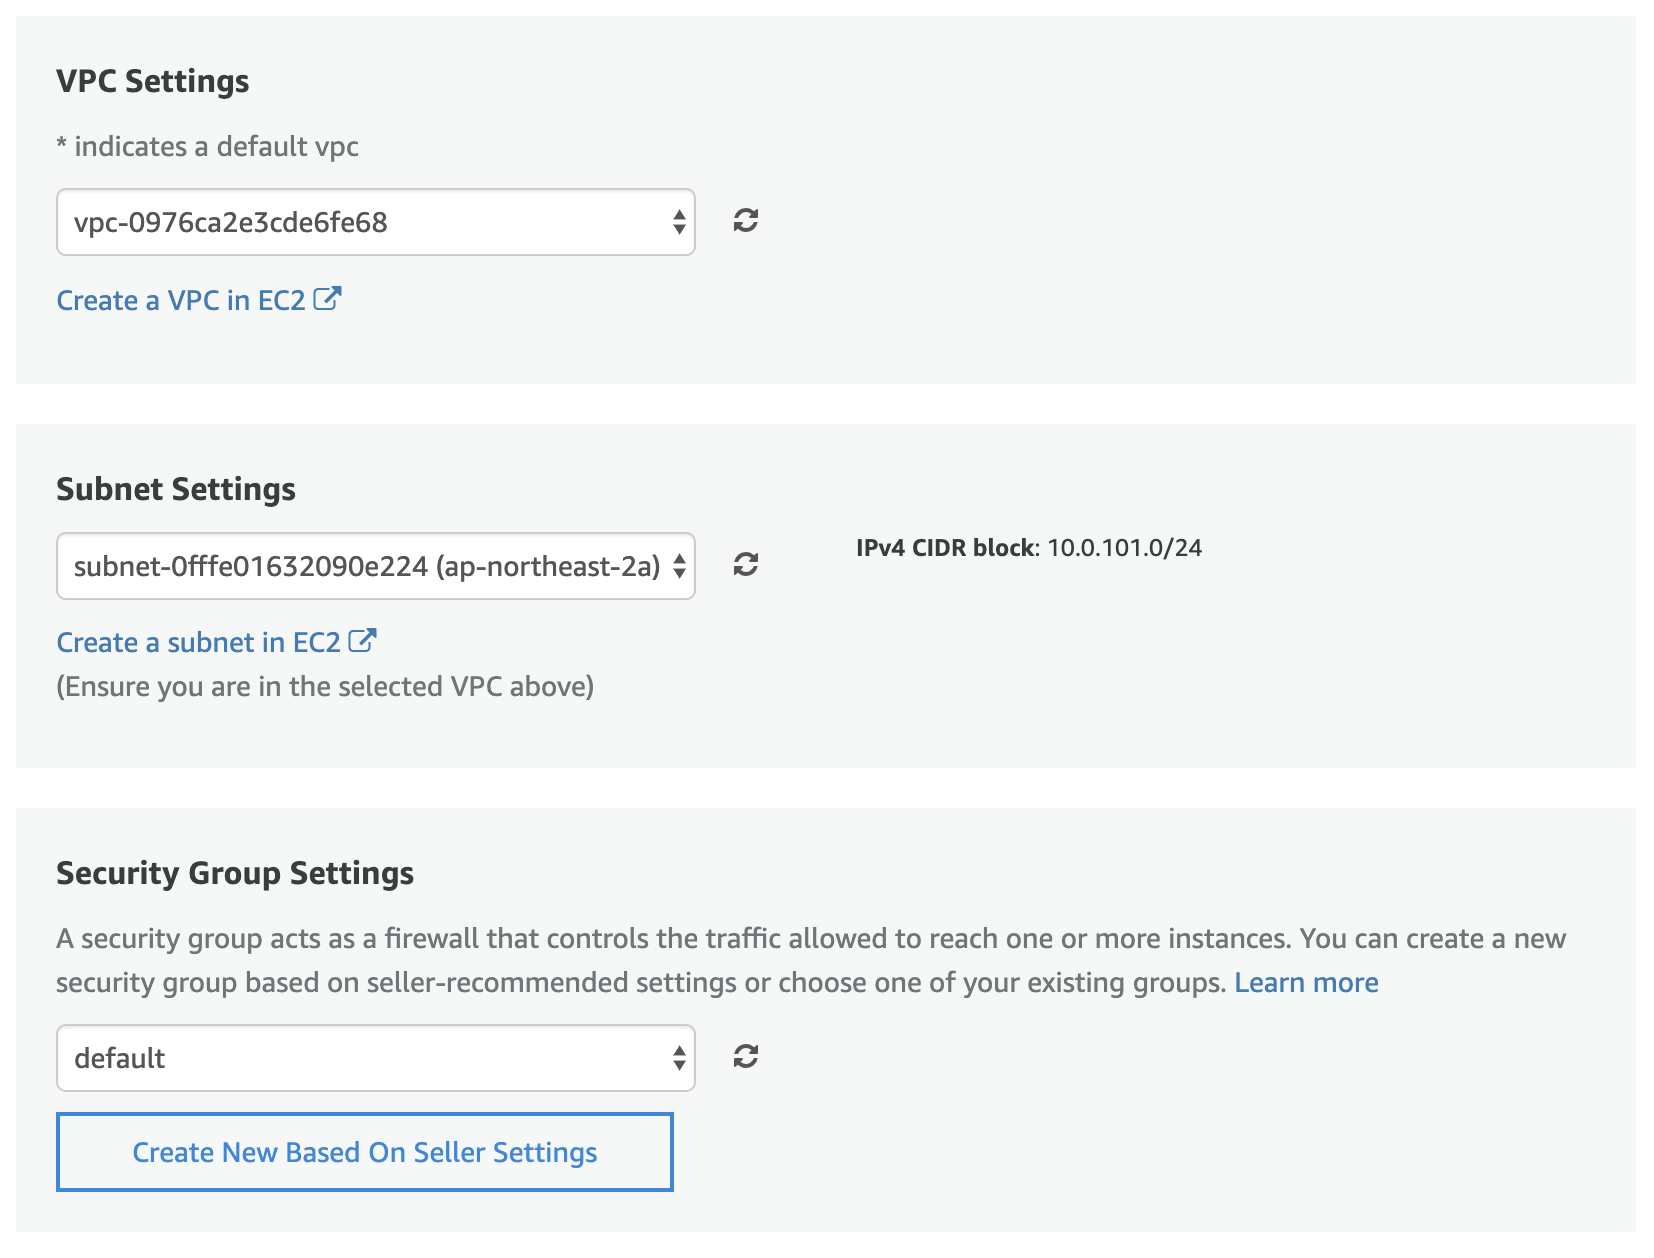 VPC Settings
* indicates a default vpc
vpc-0976ca2e3cde6fe68
Create a VPC in EC2
Subnet Settings
subnet-0fffe01632090e224 (ap-northeast-2a)
IPv4 CIDR block: 10.0.101.0/24
Create a subnet in EC2
(Ensure you are in the selected VPC above)
Security Group Settings
A security group acts as a firewall that controls the traffic allowed to reach one or more instances. You can create a new
security group based on seller-recommended settings or choose one of your existing groups. Learn more
default
Create New Based On Seller Settings